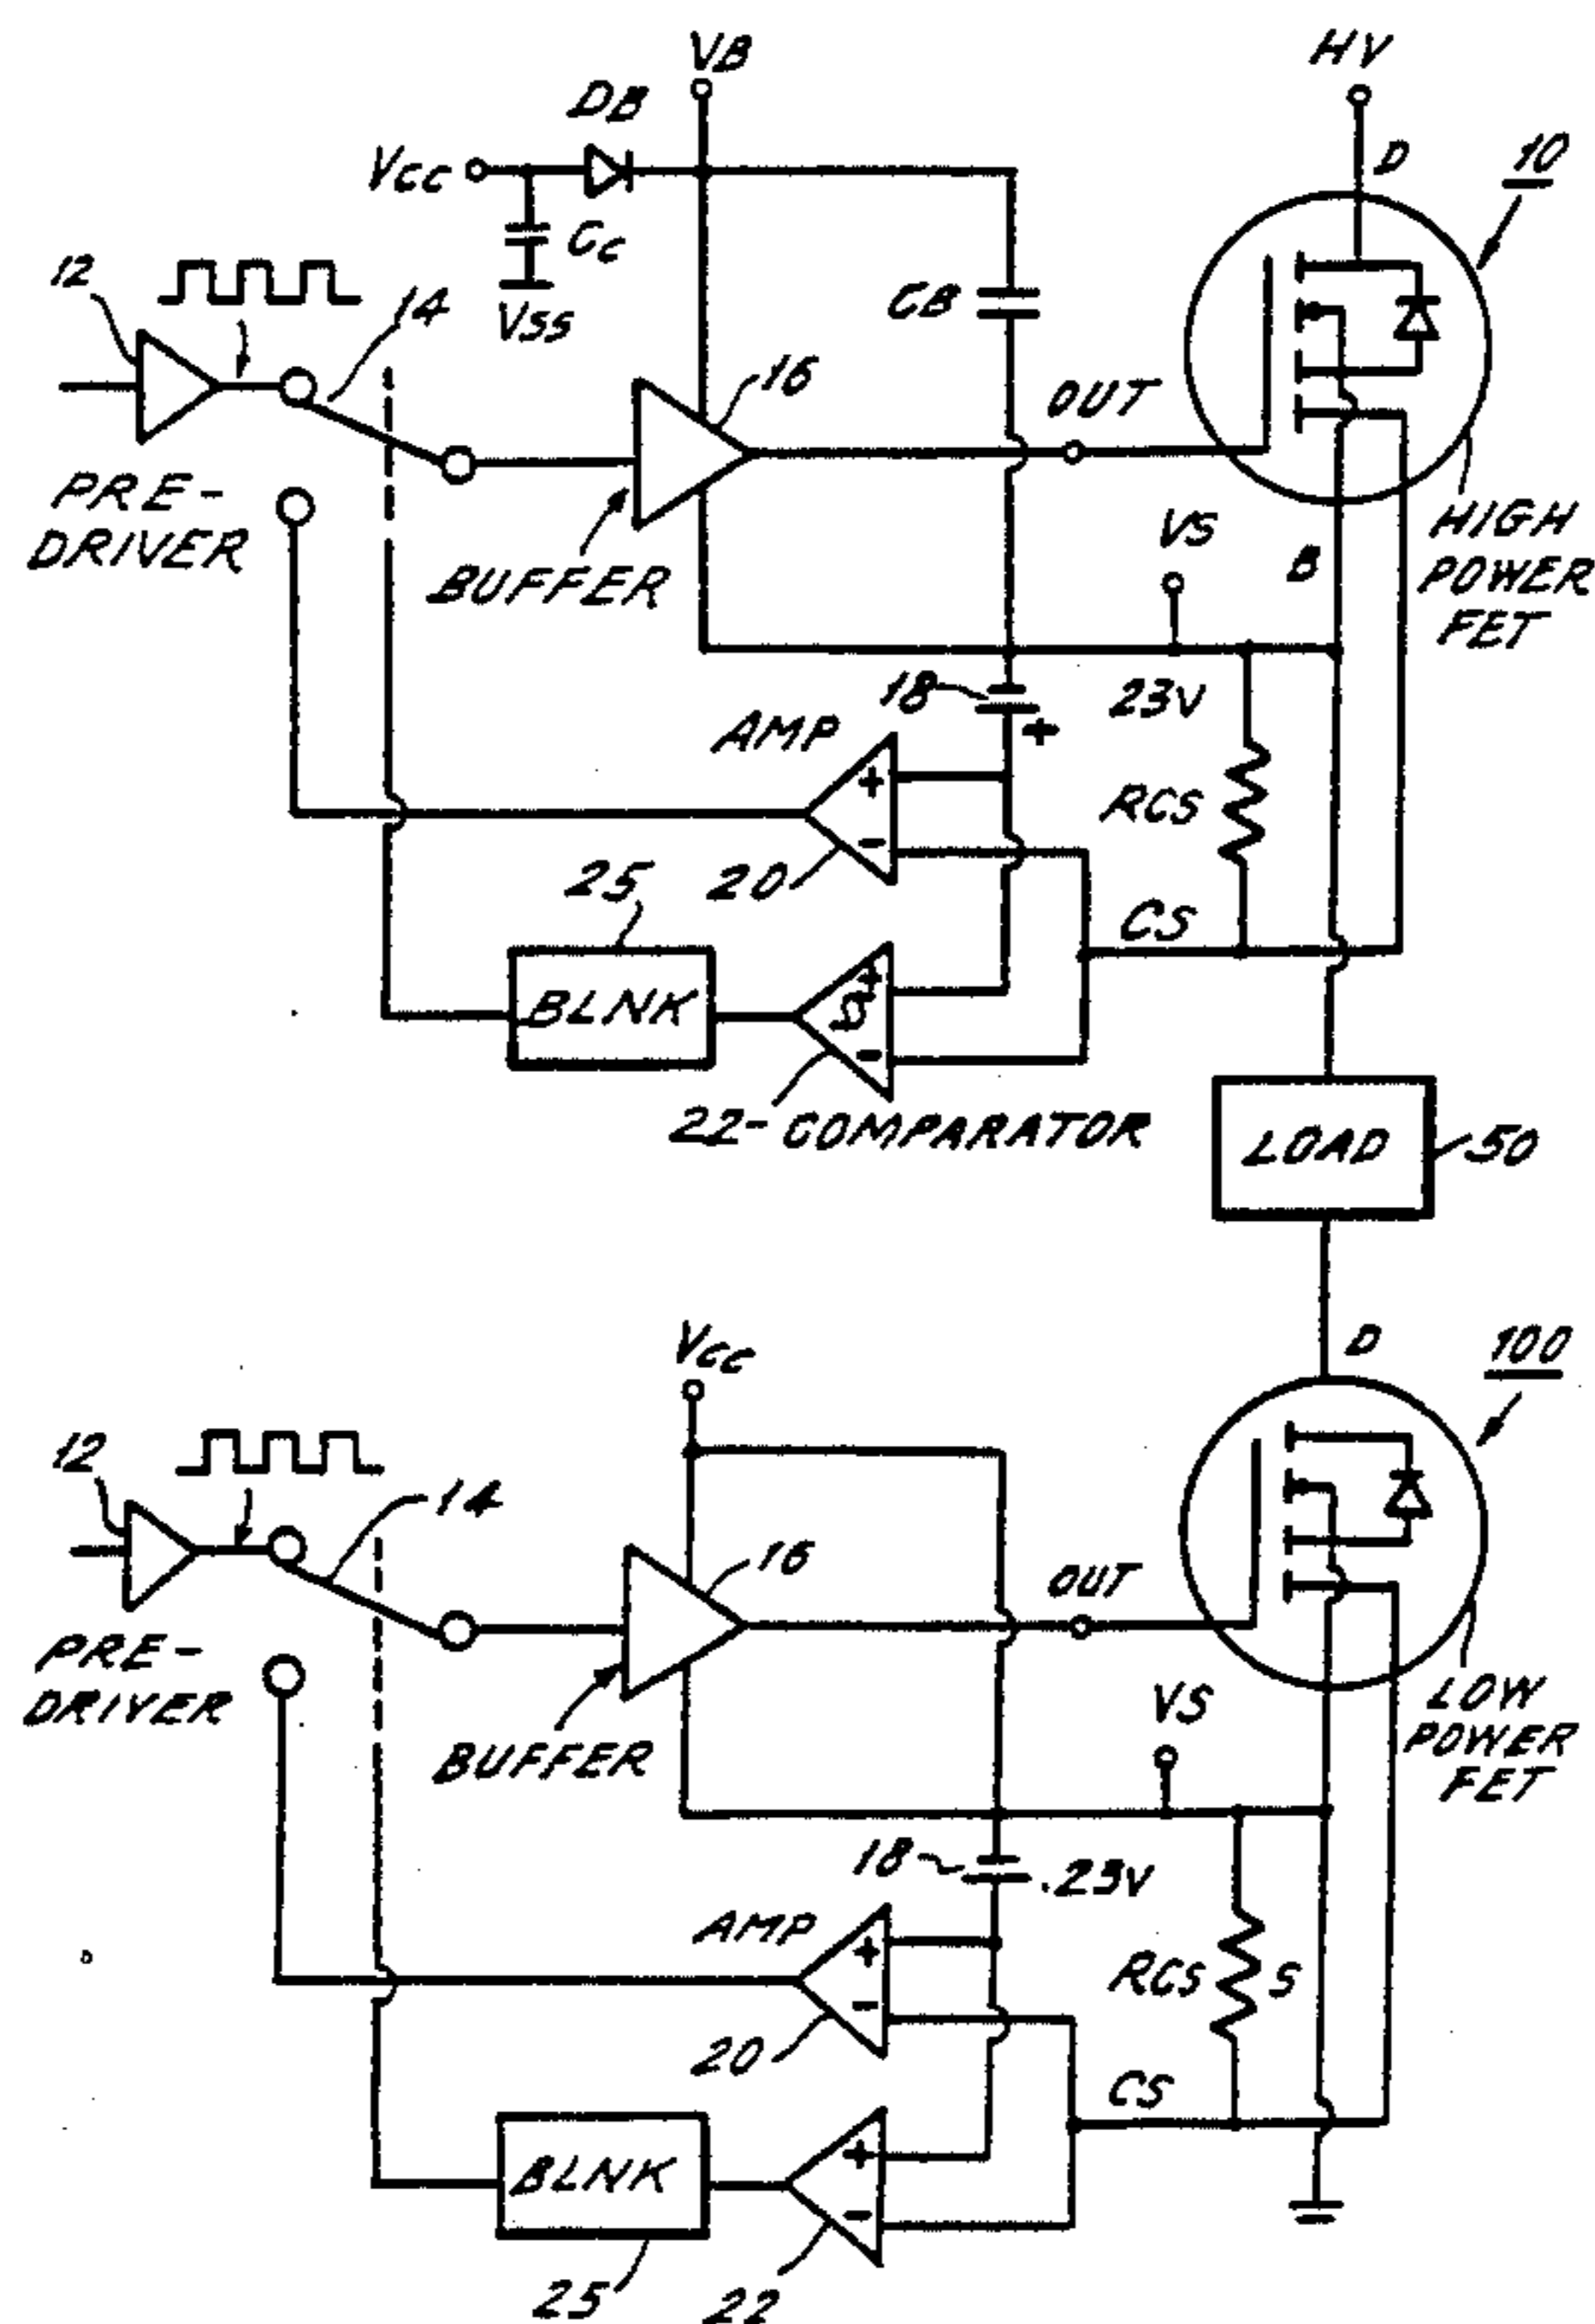 VB
HV
DB
D
10
VCC
CC
12
14
VSS
CB
16
OUT
PRE-
DRIVER
BUFFER
VS
B
HIGH
POWER
FET
18
23V
+
AMP
+
-
RCS
25
20
CS
BLNK
+
-
22-COMPARATOR
LOAD
50
VCC
D
100
12
14
16
OUT
PRE-
DRIVER
BUFFER
VS
LOW
POWER
FET
18
.23V
AMP
+
-
RCS
S
20
CS
BLNK
+
-
25
22